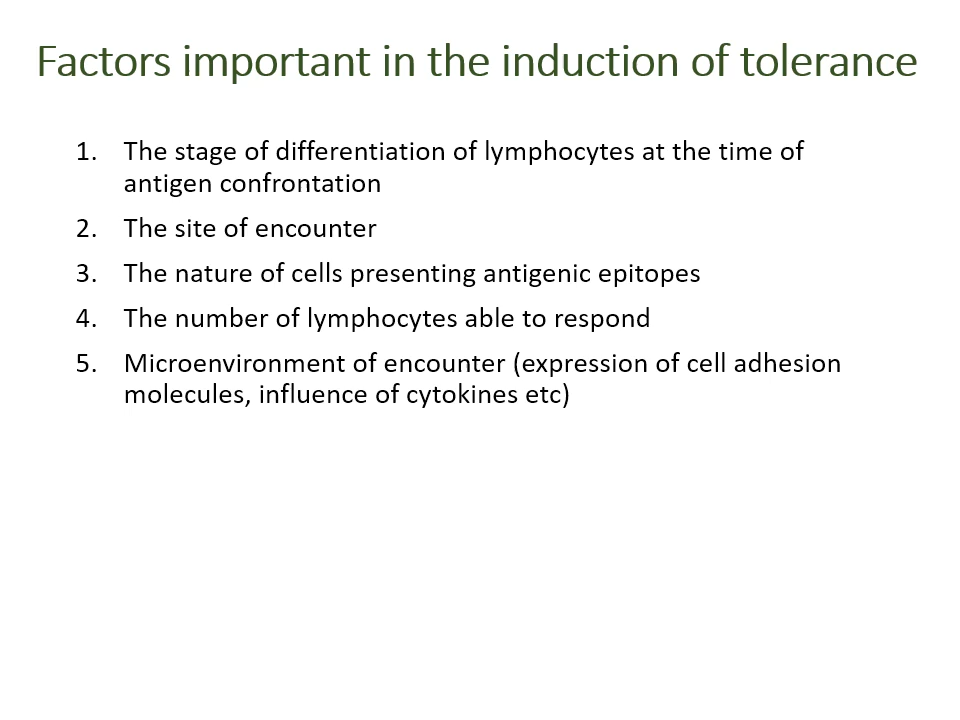 Factors important in the induction of tolerance
1. The stage of differentiation of lymphocytes at the time of
antigen confrontation
2. The site of encounter
3. The nature of cells presenting antigenic epitopes
4. The number of lymphocytes able to respond
5. Microenvironment of encounter (expression of cell adhesion
molecules, influence of cytokines etc)